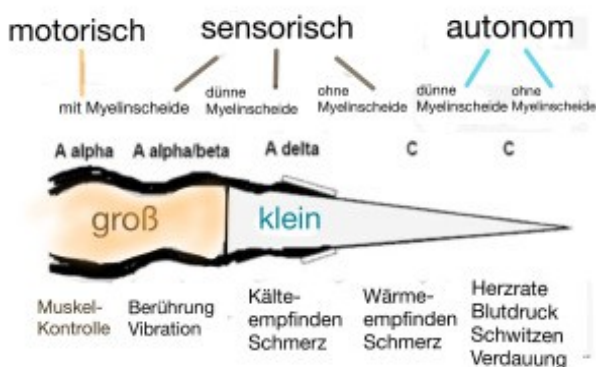 motorisch sensorisch autonom
mit Myelinscheide dünne Myelinscheide ohne Myelinscheide dünne Myelinscheide ohne Myelinscheide
A alpha A alpha/beta A delta C C
groß klein
Muskel- Kontrolle
Berührung Vibration
Kälte- empfinden Schmerz
Wärme- empfinden Schmerz
Herzrate Blutdruck Schwitzen Verdauung